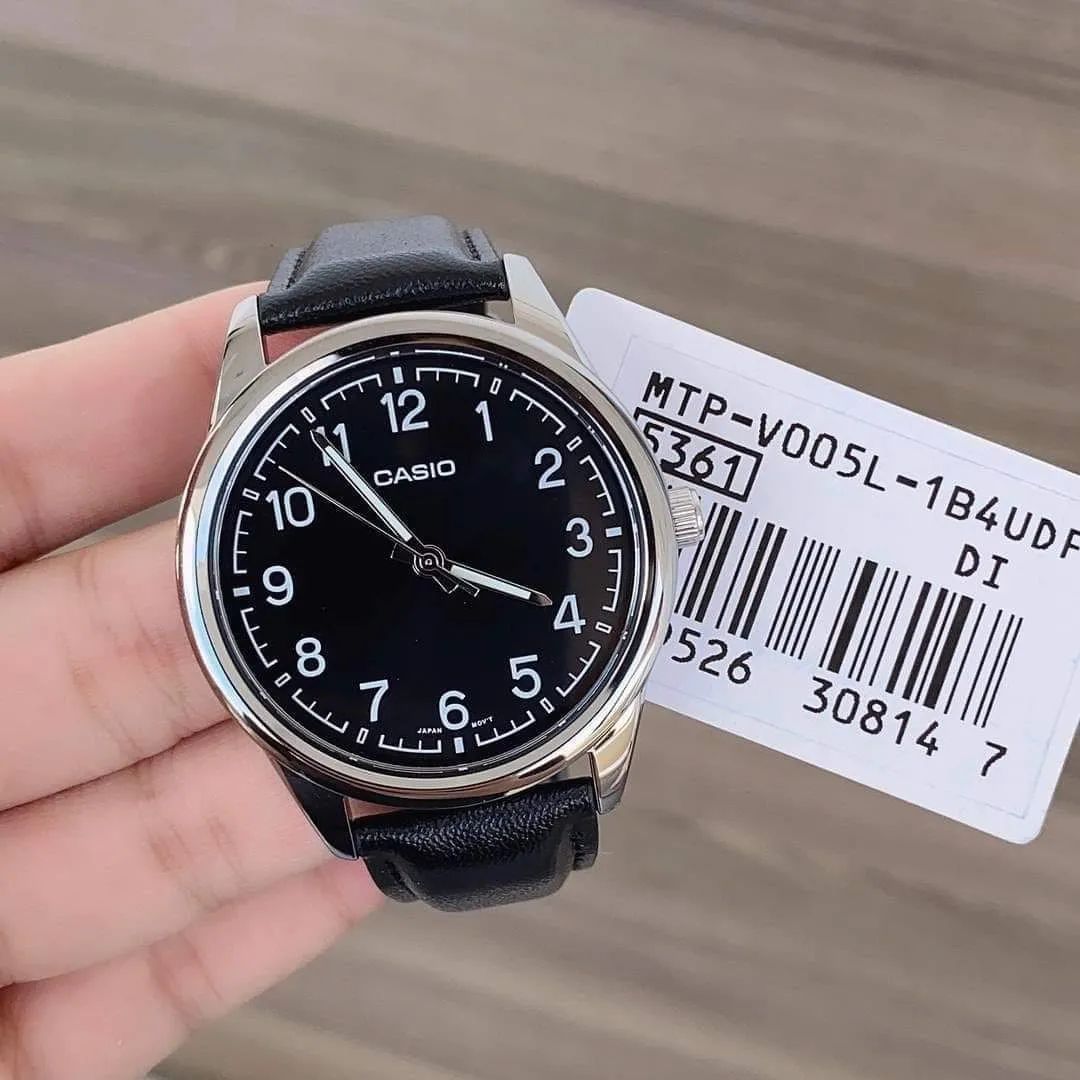 12
11
1
10
CASIO
2
9
3
8
4
7
6
5
JAPAN MOV'T
MTP-V005L-1B4UDF
5361
DI
526 30814 7